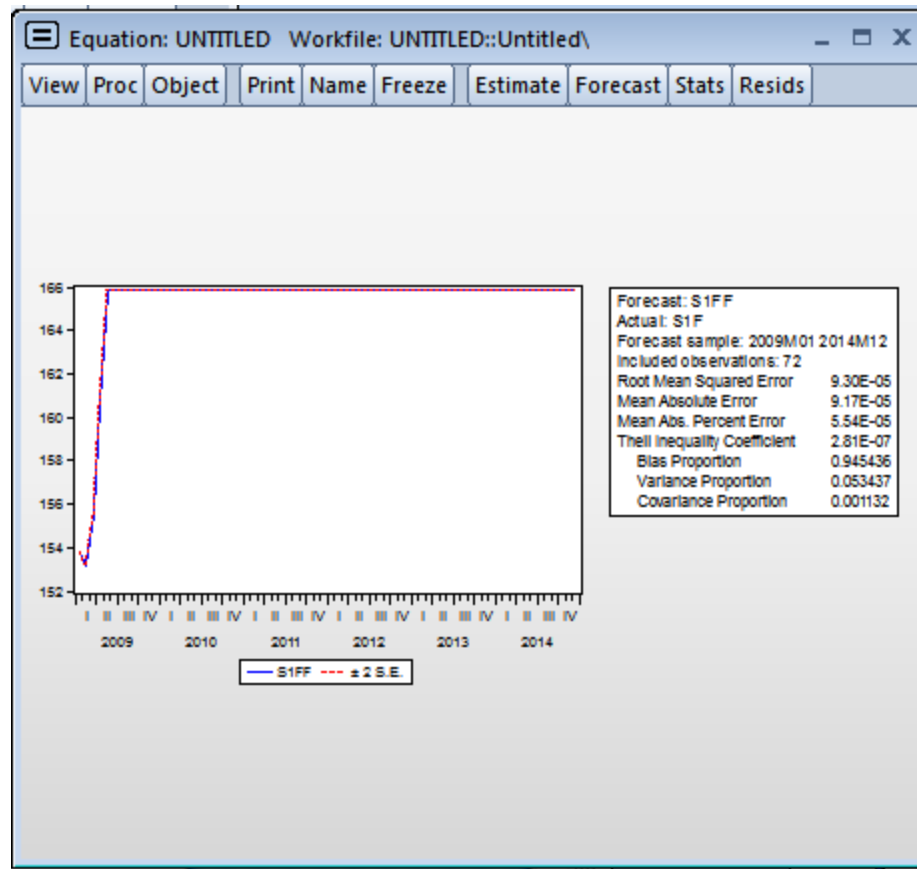 Equation: UNTITLED Workfile: UNTITLED::Untitled\
View Proc Object Print Name Freeze Estimate Forecast Stats Resids
166
164
162
160
158
156
154
152
I II III IV I II III IV I II III IV I II III IV I II III IV I II III IV
2009 2010 2011 2012 2013 2014
S1FF ± 2 S.E.
Forecast: S1FF
Actual: S1F
Forecast sample: 2009M01 2014M12
Included observations: 72
Root Mean Squared Error 9.30E-05
Mean Absolute Error 9.17E-05
Mean Abs. Percent Error 5.54E-05
Theil Inequality Coefficient 2.81E-07
Bias Proportion 0.945436
Variance Proportion 0.053437
Covariance Proportion 0.001132